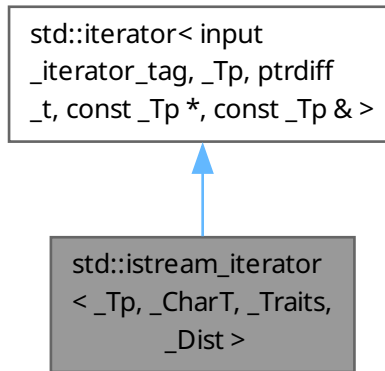 std::iterator< input
_iterator_tag, _Tp, ptrdiff
_t, const _Tp *, const _Tp & >
std::istream_iterator
< _Tp, _CharT, _Traits,
_Dist >